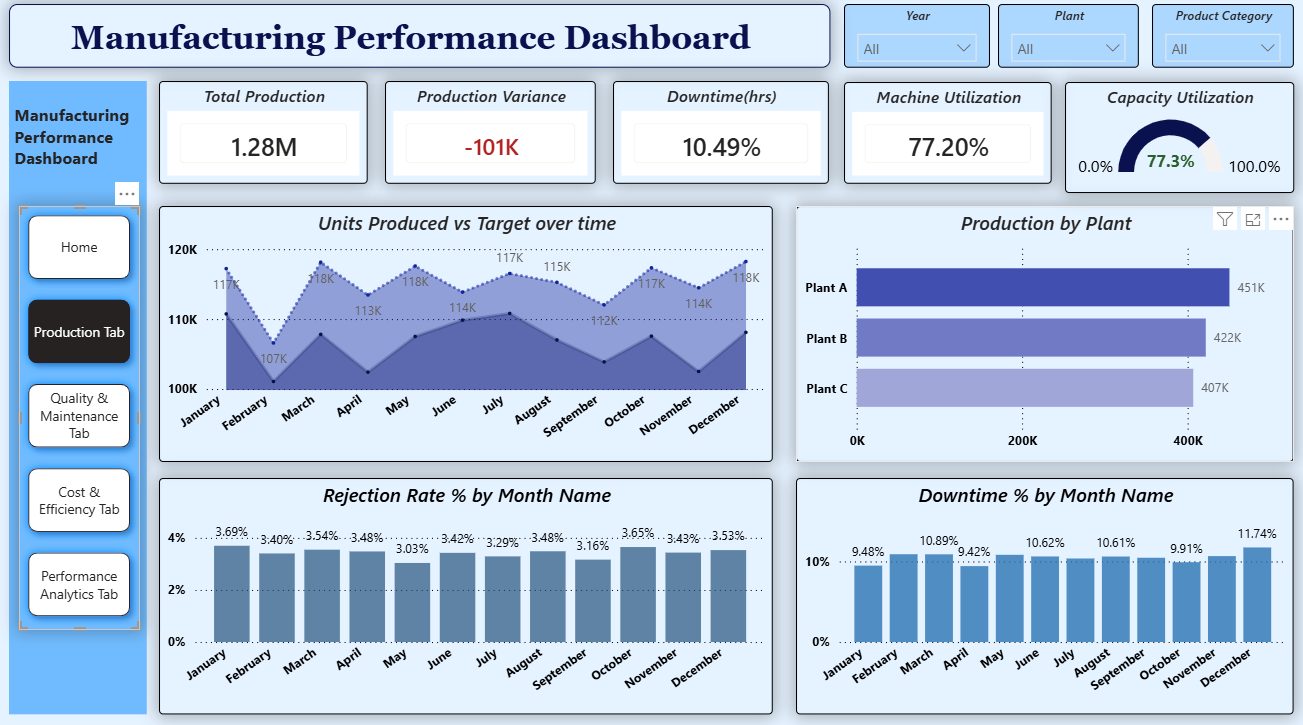 Manufacturing Performance Dashboard
Year
All
Plant
All
Product Category
All
Manufacturing
Performance
Dashboard
Home
Production Tab
Quality &
Maintenance
Tab
Cost &
Efficiency Tab
Performance
Analytics Tab
Total Production
1.28M
Production Variance
-101K
Downtime(hrs)
10.49%
Machine Utilization
77.20%
Capacity Utilization
0.0%
77.3%
100.0%
Units Produced vs Target over time
120K
110K
100K
117K
107K
118K
113K
118K
114K
117K
115K
112K
117K
114K
118K
January
February
March
April
May
June
July
August
September
October
November
December
Production by Plant
Plant A
451K
Plant B
422K
Plant C
407K
0K
200K
400K
Rejection Rate % by Month Name
4%
2%
0%
3.69%
3.40%
3.54%
3.48%
3.03%
3.42%
3.29%
3.48%
3.16%
3.65%
3.43%
3.53%
January
February
March
April
May
June
July
August
September
October
November
December
Downtime % by Month Name
10%
0%
9.48%
10.89%
9.42%
10.62%
10.61%
9.91%
11.74%
January
February
March
April
May
June
July
August
September
October
November
December